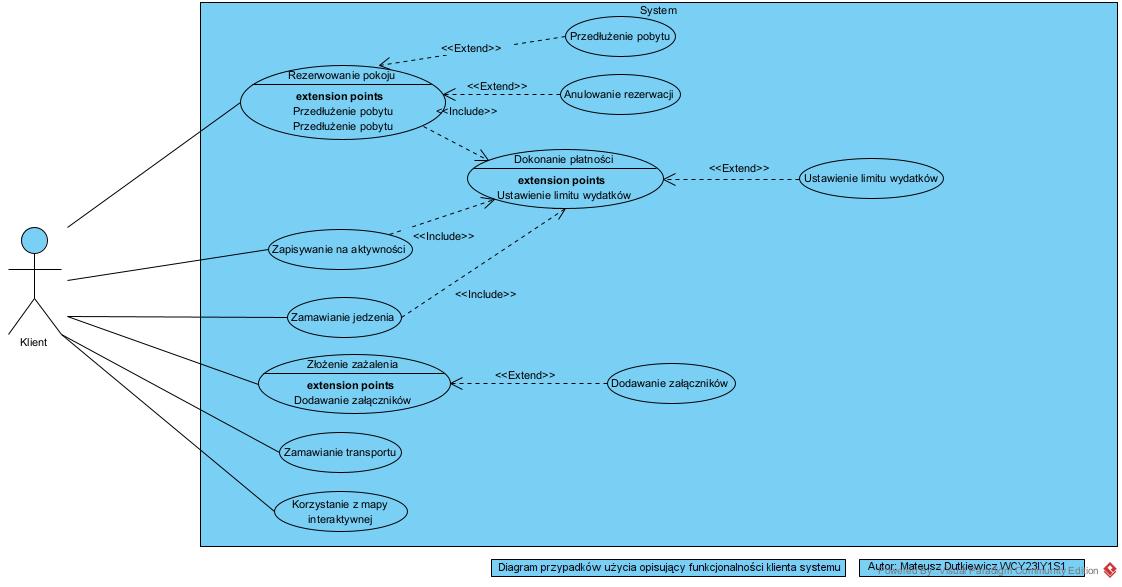 System
Przedłużenie pobytu
<<Extend>>
Rezerwowanie pokoju
extension points
Przedłużenie pobytu
Przedłużenie pobytu
<<Extend>>
Anulowanie rezerwacji
<<Include>>
Dokonanie płatności
extension points
Ustawienie limitu wydatków
<<Extend>>
Ustawienie limitu wydatków
Zapisywanie na aktywności
<<Include>>
<<Include>>
Zamawianie jedzenia
Klient
Złożenie zażalenia
extension points
Dodawanie załączników
<<Extend>>
Dodawanie załączników
Zamawianie transportu
Korzystanie z mapy
interaktywnej
Diagram przypadków użycia opisujący funkcjonalności klienta systemu
Autor: Mateusz Dutkiewicz WCY23IY1S1
Powered By Visual Paradigm Community Edition